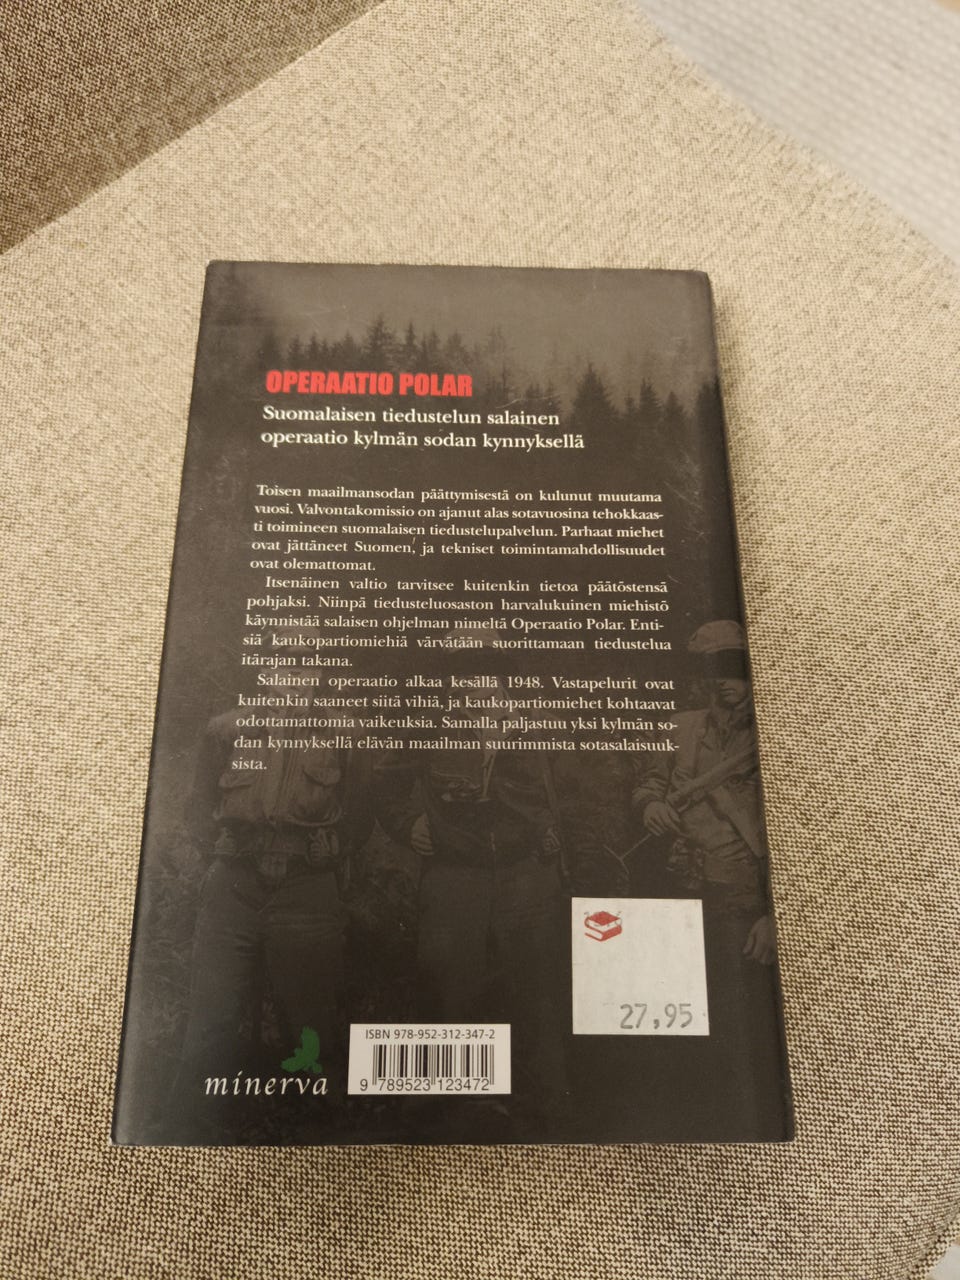 OPERAATIO POLAR
Suomalaisen tiedustelun salainen
operaatio kylmän sodan kynnyksellä
Toisen maailmansodan päättymisestä on kulunut muutama
vuosi. Valvontakomissio on ajanut alas sotavuosina tehokkaas-
ti toimineen suomalaisen tiedustelupalvelun. Parhaat miehet
ovat jättäneet Suomen, ja tekniset toimintamahdollisuudet
ovat olemattomat.
Itsenäinen valtio tarvitsee kuitenkin tietoa päätöstensä
pohjaksi. Niinpä tiedusteluosaston harvalukuinen miehistö
käynnistää salaisen ohjelman nimeltä Operaatio Polar. Enti-
siä kaukopartiomiehiä värvätään suorittamaan tiedustelua
itärajan takana.
Salainen operaatio alkaa kesällä 1948. Vastapelurit ovat
kuitenkin saaneet siitä vihiä, ja kaukopartiomiehet kohtaavat
odottamattomia vaikeuksia. Samalla paljastuu yksi kylmän so-
dan kynnyksellä elävän maailman suurimmista sotasalaisuuk-
sista.
27,95
ISBN 978-952-312-347-2
9 789523 123472
minerva